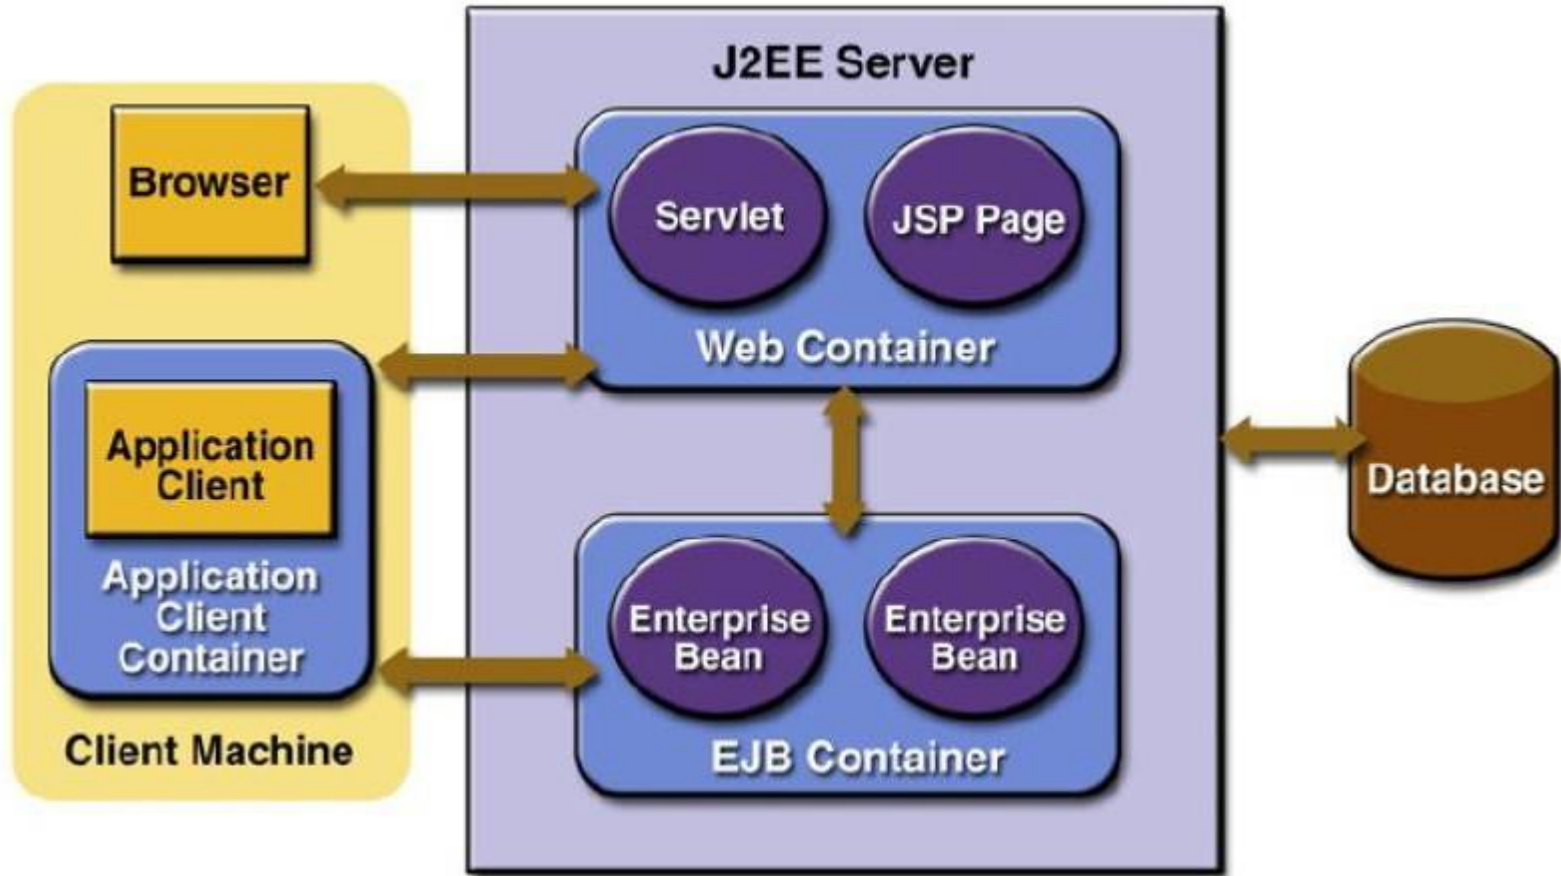 J2EE Server
Browser
Servlet
JSP Page
Web Container
Application
Client
Application
Client
Container
Client Machine
Enterprise
Bean
Enterprise
Bean
EJB Container
Database